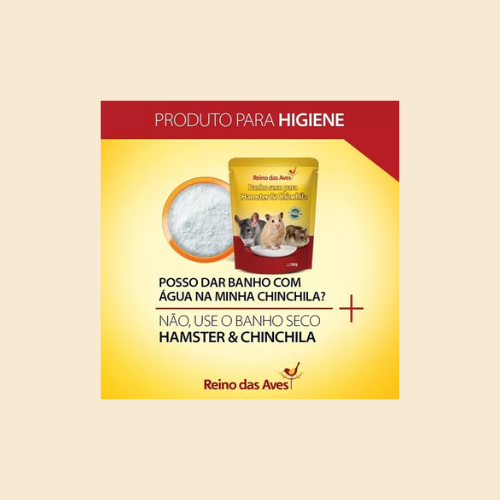 PRODUTO PARA HIGIENE
Reino das Aves
Banho seco para
Hamster & Chinchila
POSSO DAR BANHO COM
ÁGUA NA MINHA CHINCHILA?
NÃO, USE O BANHO SECO
HAMSTER & CHINCHILA
Reino das Aves